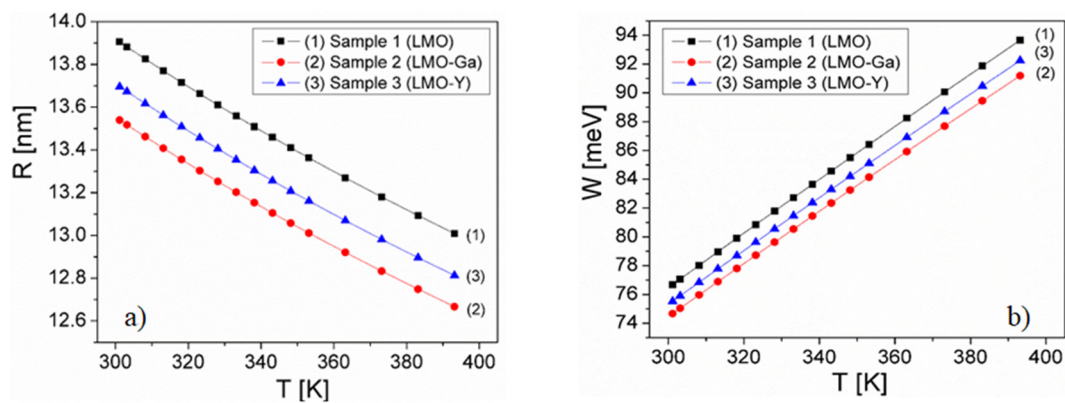 14.0
13.8
13.6
13.4
13.2
13.0
12.8
12.6
R [nm]
(1) Sample 1 (LMO)
(2) Sample 2 (LMO-Ga)
(3) Sample 3 (LMO-Y)
(1)
(3)
(2)
a)
300 320 340 360 380 400
T [K]
94
92
90
88
86
84
82
80
78
76
74
W [meV]
(1) Sample 1 (LMO)
(2) Sample 2 (LMO-Ga)
(3) Sample 3 (LMO-Y)
(1)
(3)
(2)
b)
300 320 340 360 380 400
T [K]